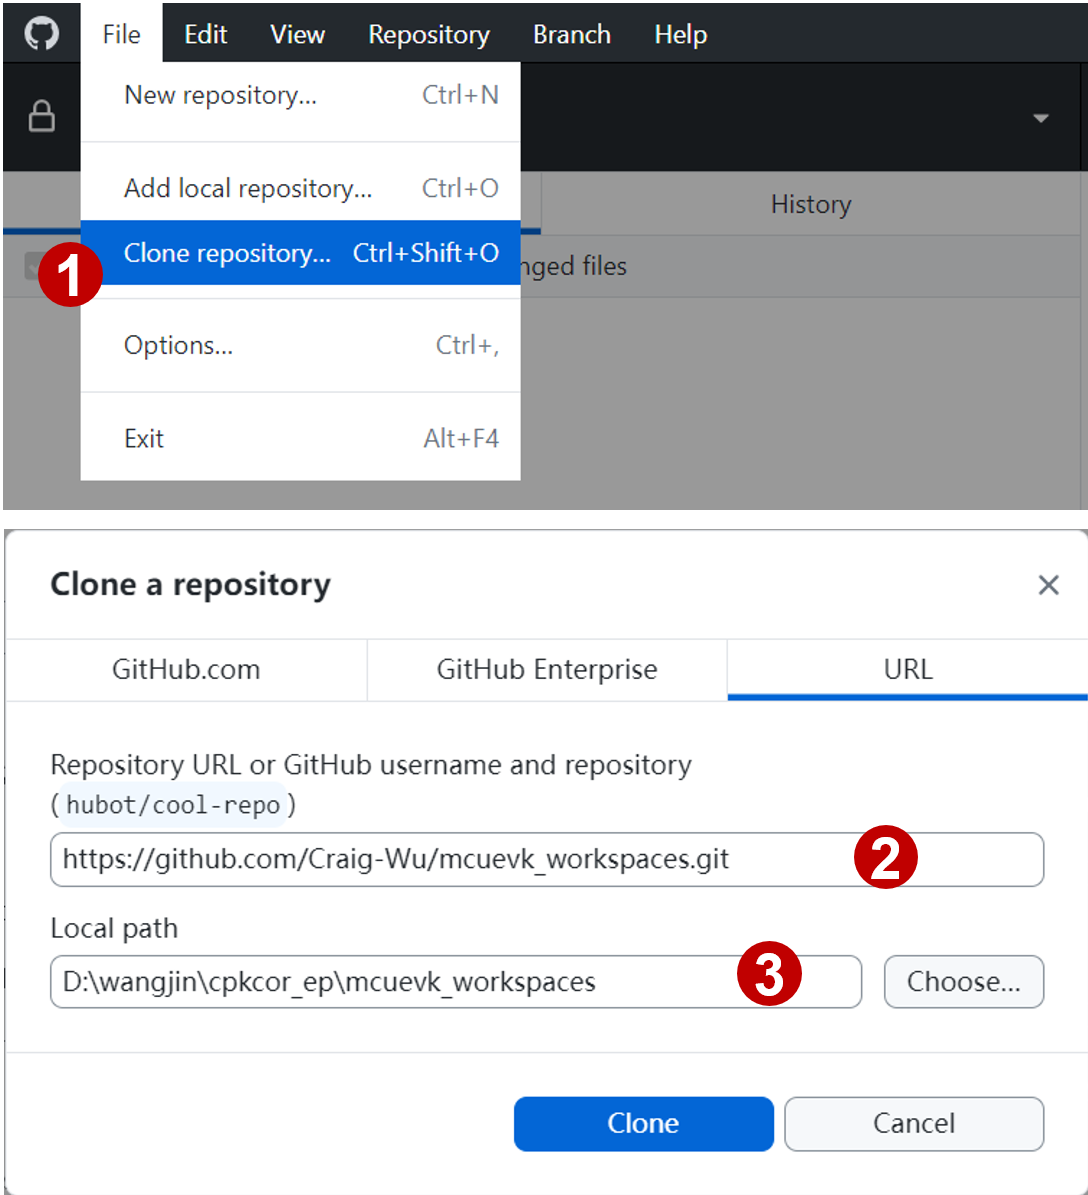 File Edit View Repository Branch Help
New repository... Ctrl+N
Add local repository... Ctrl+O
History
Clone repository... Ctrl+Shift+O
1
files
Options... Ctrl+,
Exit Alt+F4
Clone a repository
GitHub.com GitHub Enterprise URL
Repository URL or GitHub username and repository
(hubot/cool-repo)
https://github.com/Craig-Wu/mcuevk_workspaces.git
2
Local path
D:\wangjin\cpkcor_ep\mcuevk_workspaces
3
Choose...
Clone Cancel